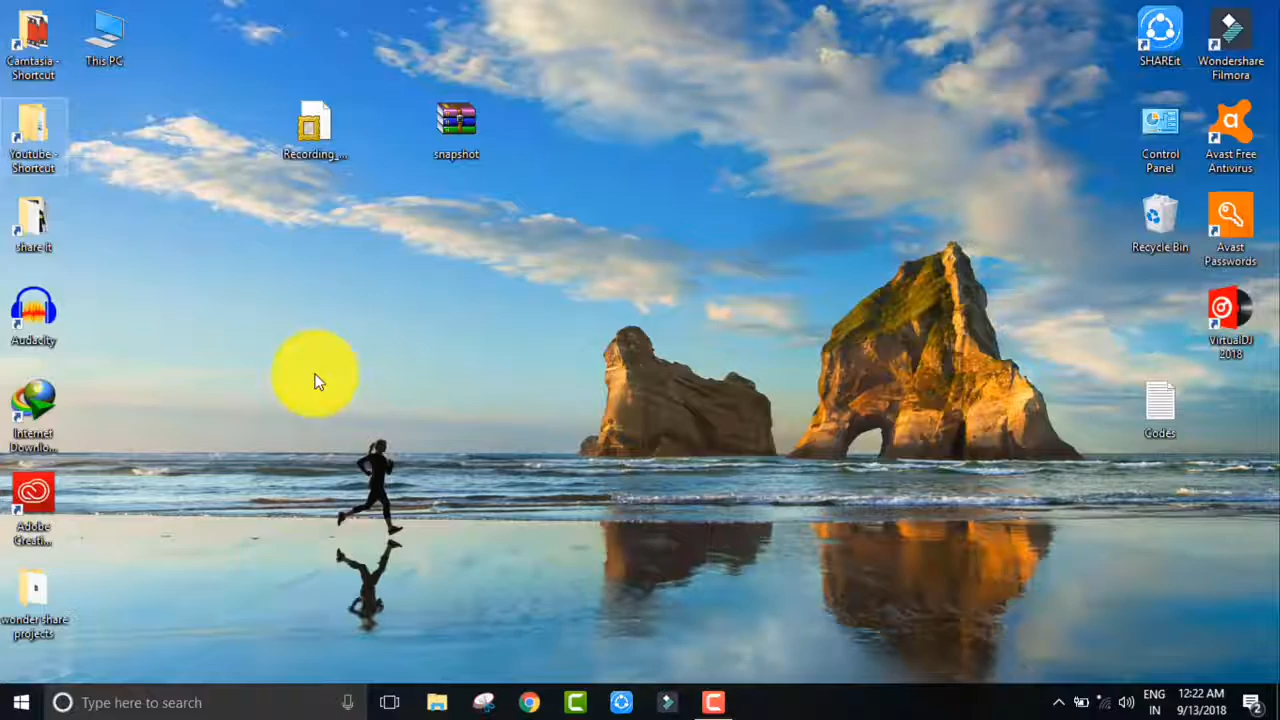 Camtasia -
Shortcut
This PC
Recording_...
snapshot
SHAREit
Wondershare
Filmora
Youtube -
Shortcut
Control
Panel
Avast Free
Antivirus
share it
Recycle Bin
Avast
Passwords
Audacity
VirtualDJ
2018
Internet
Downlo...
Codes
Adobe
Creati...
wonder share
projects
Type here to search
ENG
IN
12:22 AM
9/13/2018
2